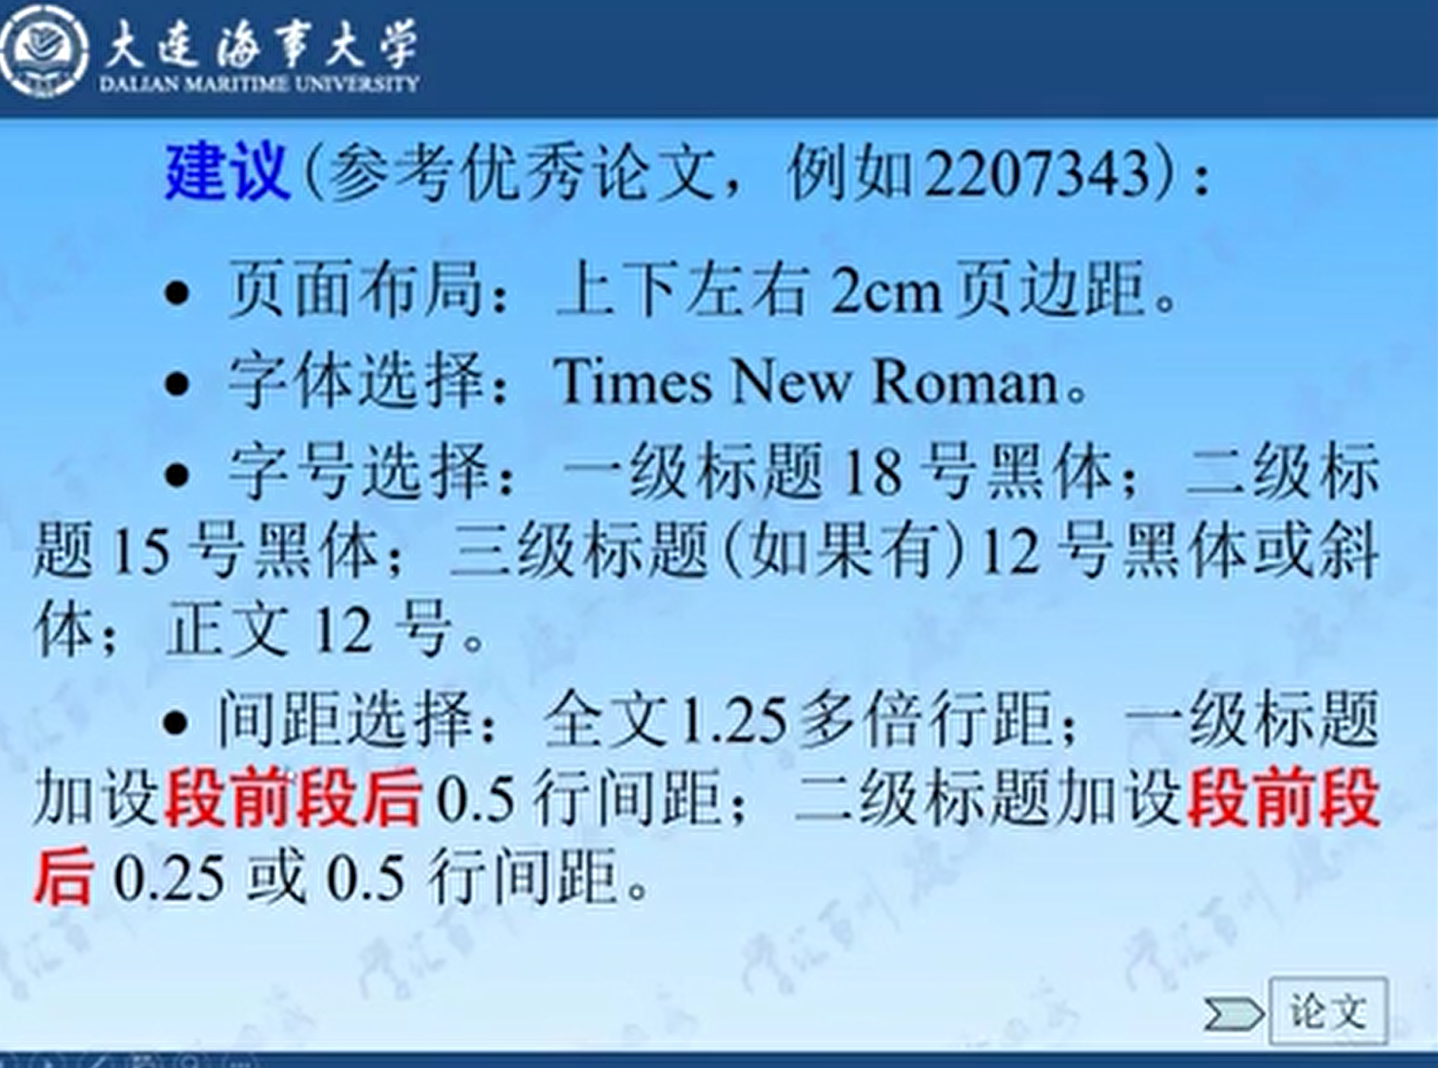 大连海事大学
DALIAN MARITIME UNIVERSITY
建议(参考优秀论文，例如2207343)：
● 页面布局：上下左右 2cm页边距。
● 字体选择：Times New Roman。
● 字号选择：一级标题 18 号黑体；二级标
题 15 号黑体；三级标题(如果有)12 号黑体或斜
体；正文 12 号。
● 间距选择：全文1.25多倍行距；一级标题
加设段前段后 0.5 行间距；二级标题加设段前段
后 0.25 或 0.5 行间距。
论文